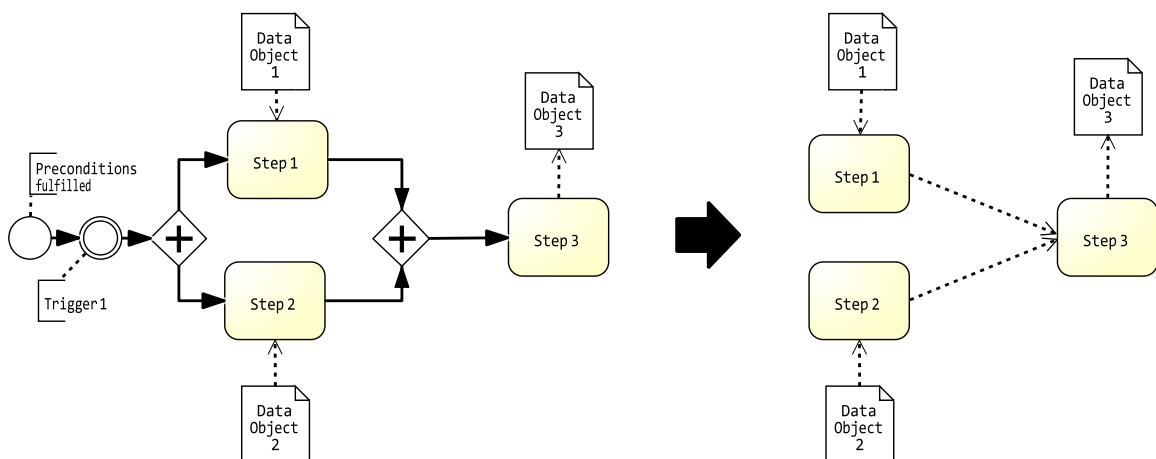 Data
Object
1
Step 1
Preconditions
fulfilled
Trigger 1
Step 2
Data
Object
2
Data
Object
3
Step 3
Data
Object
1
Step 1
Step 2
Data
Object
2
Data
Object
3
Step 3